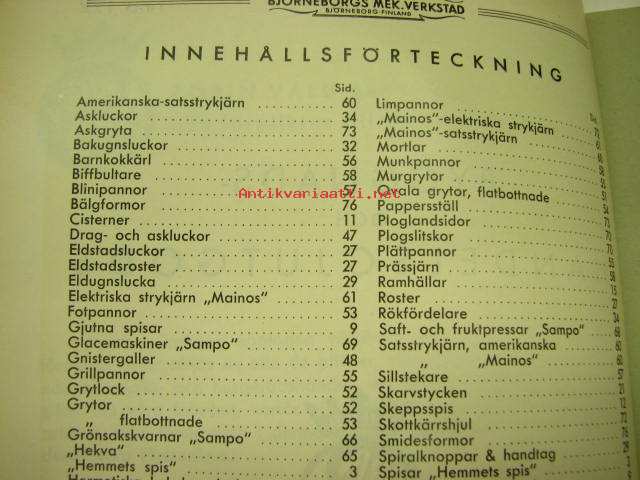 BJÖRNEBORGS MEK. VERKSTAD
BJÖRNEBORG-FINLAND
INNEHÅLLSFÖRTECKNING
Sid.
Amerikanska-satsstrykjärn 60
Askluckor 34
Askgryta 73
Bakugnsluckor 32
Barnkokkärl 56
Biffbultare 58
Blinipannor 57
Bälgformor 76
Cisterner 11
Drag- och askluckor 47
Eldstadsluckor 27
Eldstadsroster 27
Eldugnslucka 29
Elektriska strykjärn „Mainos" 61
Fotpannor 53
Gjutna spisar 9
Glacemaskiner „Sampo" 69
Gnistergaller 48
Grillpannor 55
Grytlock 52
Grytor 52
„ flatbottnade 53
Grönsakskvarnar „Sampo" 66
„Hekva" 65
„Hemmets spis" 3
Limpannor
„Mainos"-elektriska strykjärn
„Mainos"-satsstrykjärn
Mortlar
Munkpannor
Murgrytor
Ovala grytor, flatbottnade
Pappersställ
Ploglandsidor
Plogslitskor
Plättpannor
Prässjärn
Ramhällar
Roster
Rökfördelare
Saft- och fruktpressar „Sampo"
Satsstrykjärn, amerikanska
„ „Mainos"
Sillstekare
Skarvstycken
Skeppsspis
Skottkärrshjul
Smidesformor
Spiralknoppar & handtag
Spisar „Hemmets spis"
Antikvariaatti.net